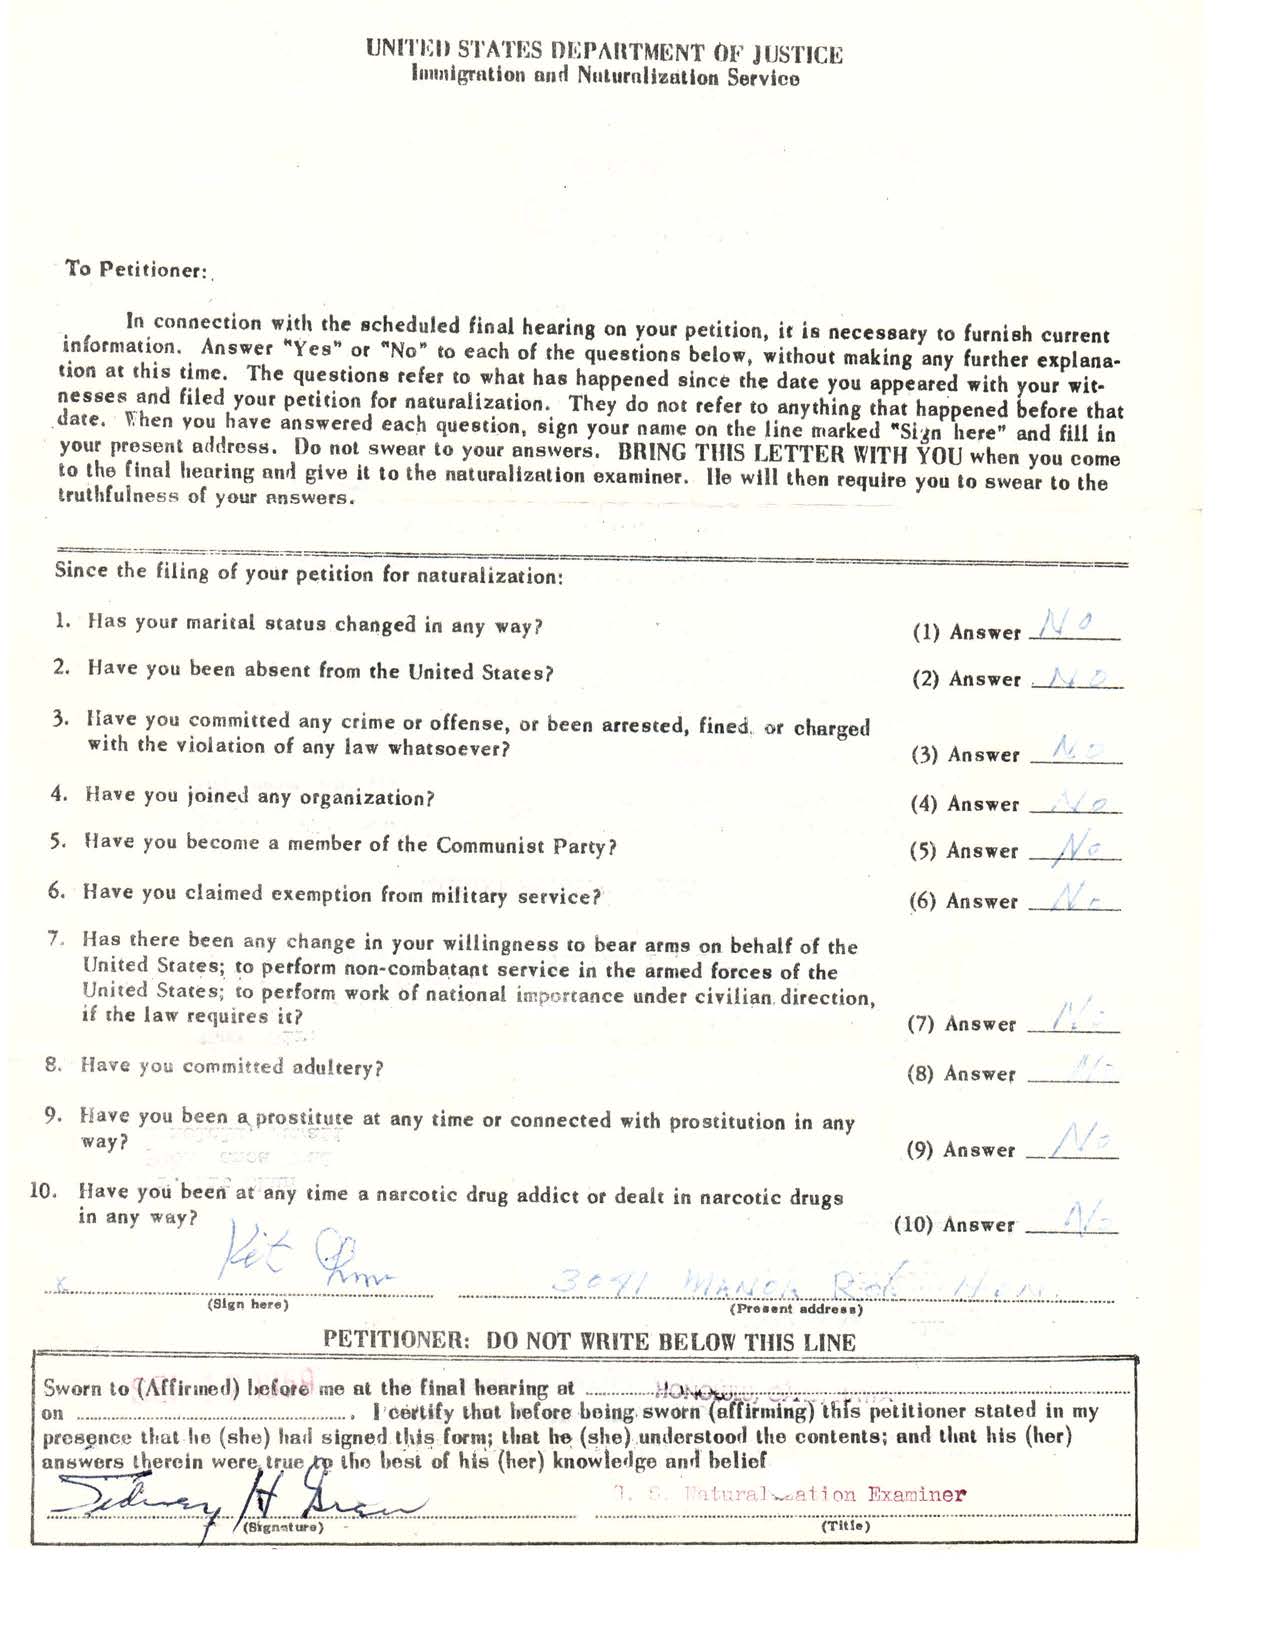 UNITED STATES DEPARTMENT OF JUSTICE
Immigration and Naturalization Service
To Petitioner:
In connection with the scheduled final hearing on your petition, it is necessary to furnish current
information. Answer "Yes" or "No" to each of the questions below, without making any further explana-
tion at this time. The questions refer to what has happened since the date you appeared with your wit-
nesses and filed your petition for naturalization. They do not refer to anything that happened before that
date. When you have answered each question, sign your name on the line marked "Sign here" and fill in
your present address. Do not swear to your answers. BRING THIS LETTER WITH YOU when you come
to the final hearing and give it to the naturalization examiner. He will then require you to swear to the
truthfulness of your answers.
Since the filing of your petition for naturalization:
1. Has your marital status changed in any way? (1) Answer No
2. Have you been absent from the United States? (2) Answer No
3. Have you committed any crime or offense, or been arrested, fined, or charged
with the violation of any law whatsoever? (3) Answer No
4. Have you joined any organization? (4) Answer No
5. Have you become a member of the Communist Party? (5) Answer No
6. Have you claimed exemption from military service? (6) Answer No
7. Has there been any change in your willingness to bear arms on behalf of the
United States; to perform non-combatant service in the armed forces of the
United States; to perform work of national importance under civilian direction,
if the law requires it? (7) Answer No
8. Have you committed adultery? (8) Answer No
9. Have you been a prostitute at any time or connected with prostitution in any
way? (9) Answer No
10. Have you been at any time a narcotic drug addict or dealt in narcotic drugs
in any way? (10) Answer No
x Kit 3041 MANOA Rd HON.
(Sign here) (Present address)
PETITIONER: DO NOT WRITE BELOW THIS LINE
Sworn to (Affirmed) before me at the final hearing at HONOLULU,
on . I certify that before being sworn (affirming) this petitioner stated in my
presence that he (she) had signed this form; that he (she) understood the contents; and that his (her)
answers therein were true to the best of his (her) knowledge and belief
Sidney H U. S. Naturalization Examiner
(Signature) (Title)